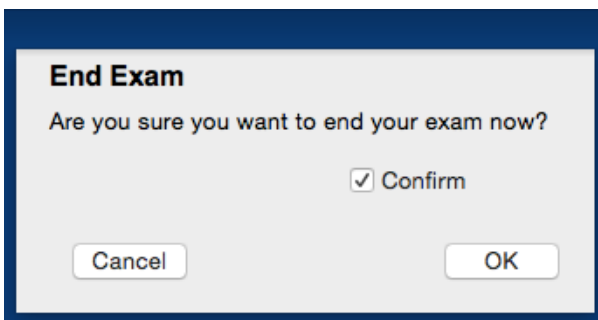 End Exam
Are you sure you want to end your exam now?
Confirm
Cancel
OK